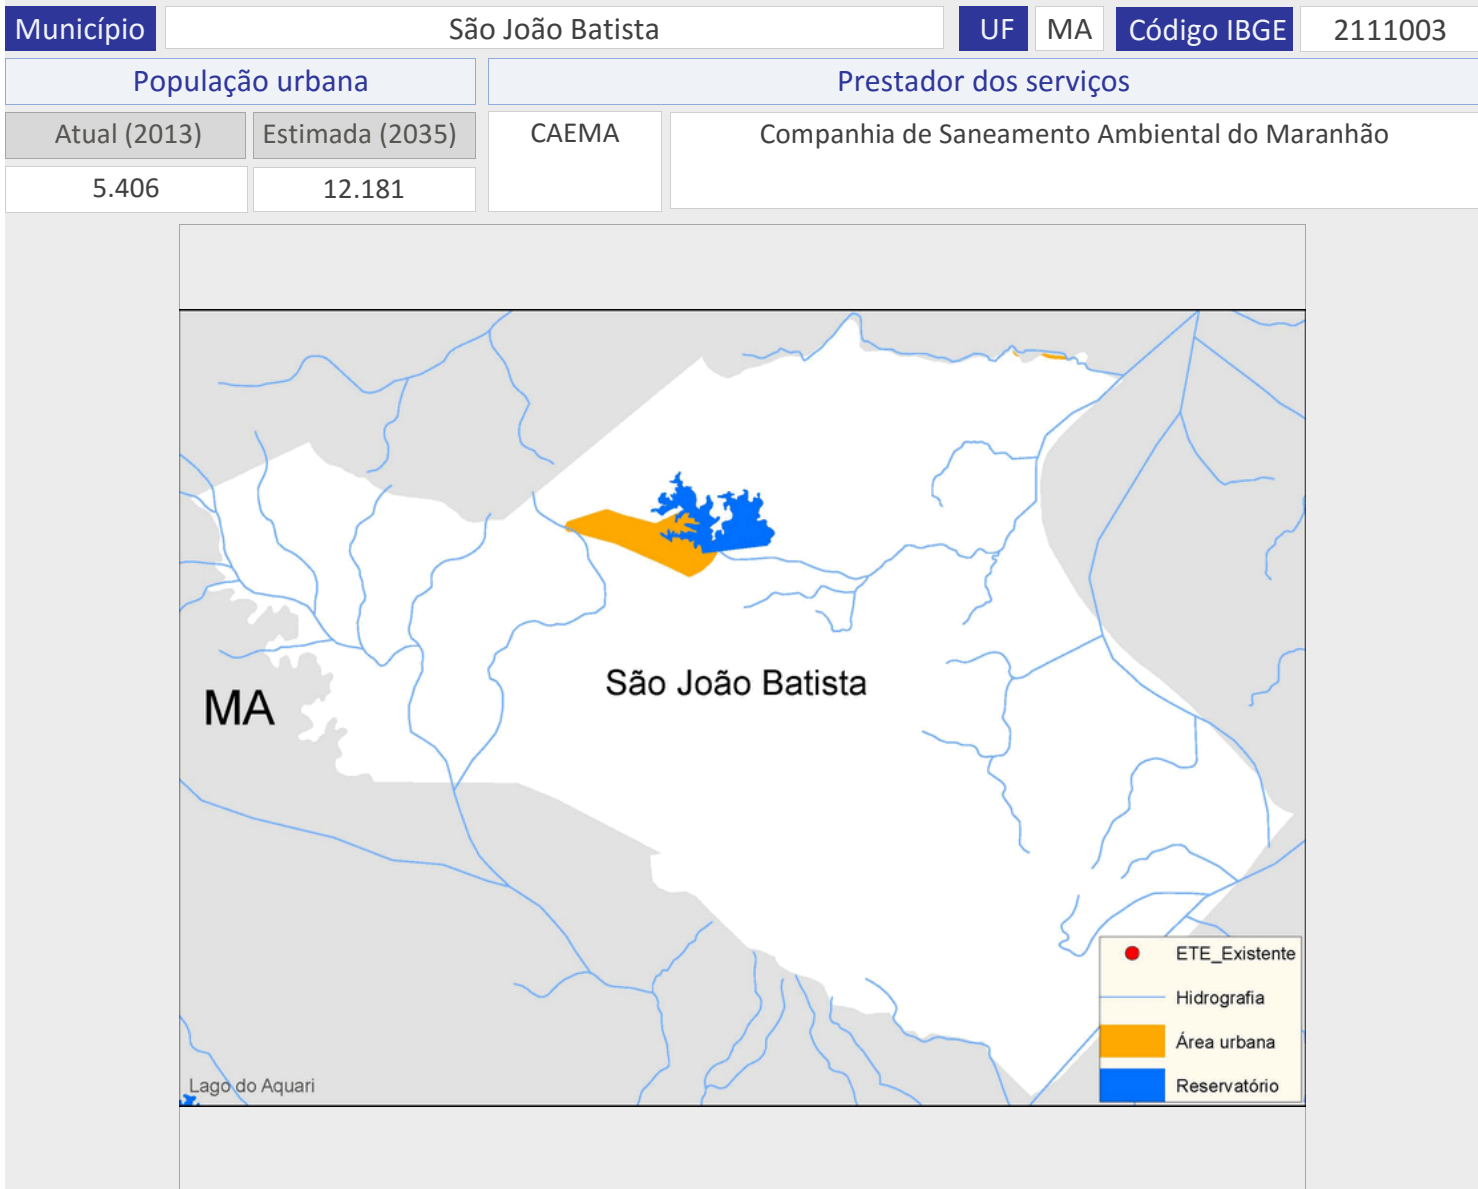 Município São João Batista UF MA Código IBGE 2111003
População urbana Prestador dos serviços
Atual (2013) Estimada (2035) CAEMA Companhia de Saneamento Ambiental do Maranhão
5.406 12.181
São João Batista
MA
ETE_Existente
Hidrografia
Área urbana
Reservatório
Lago do Aquari